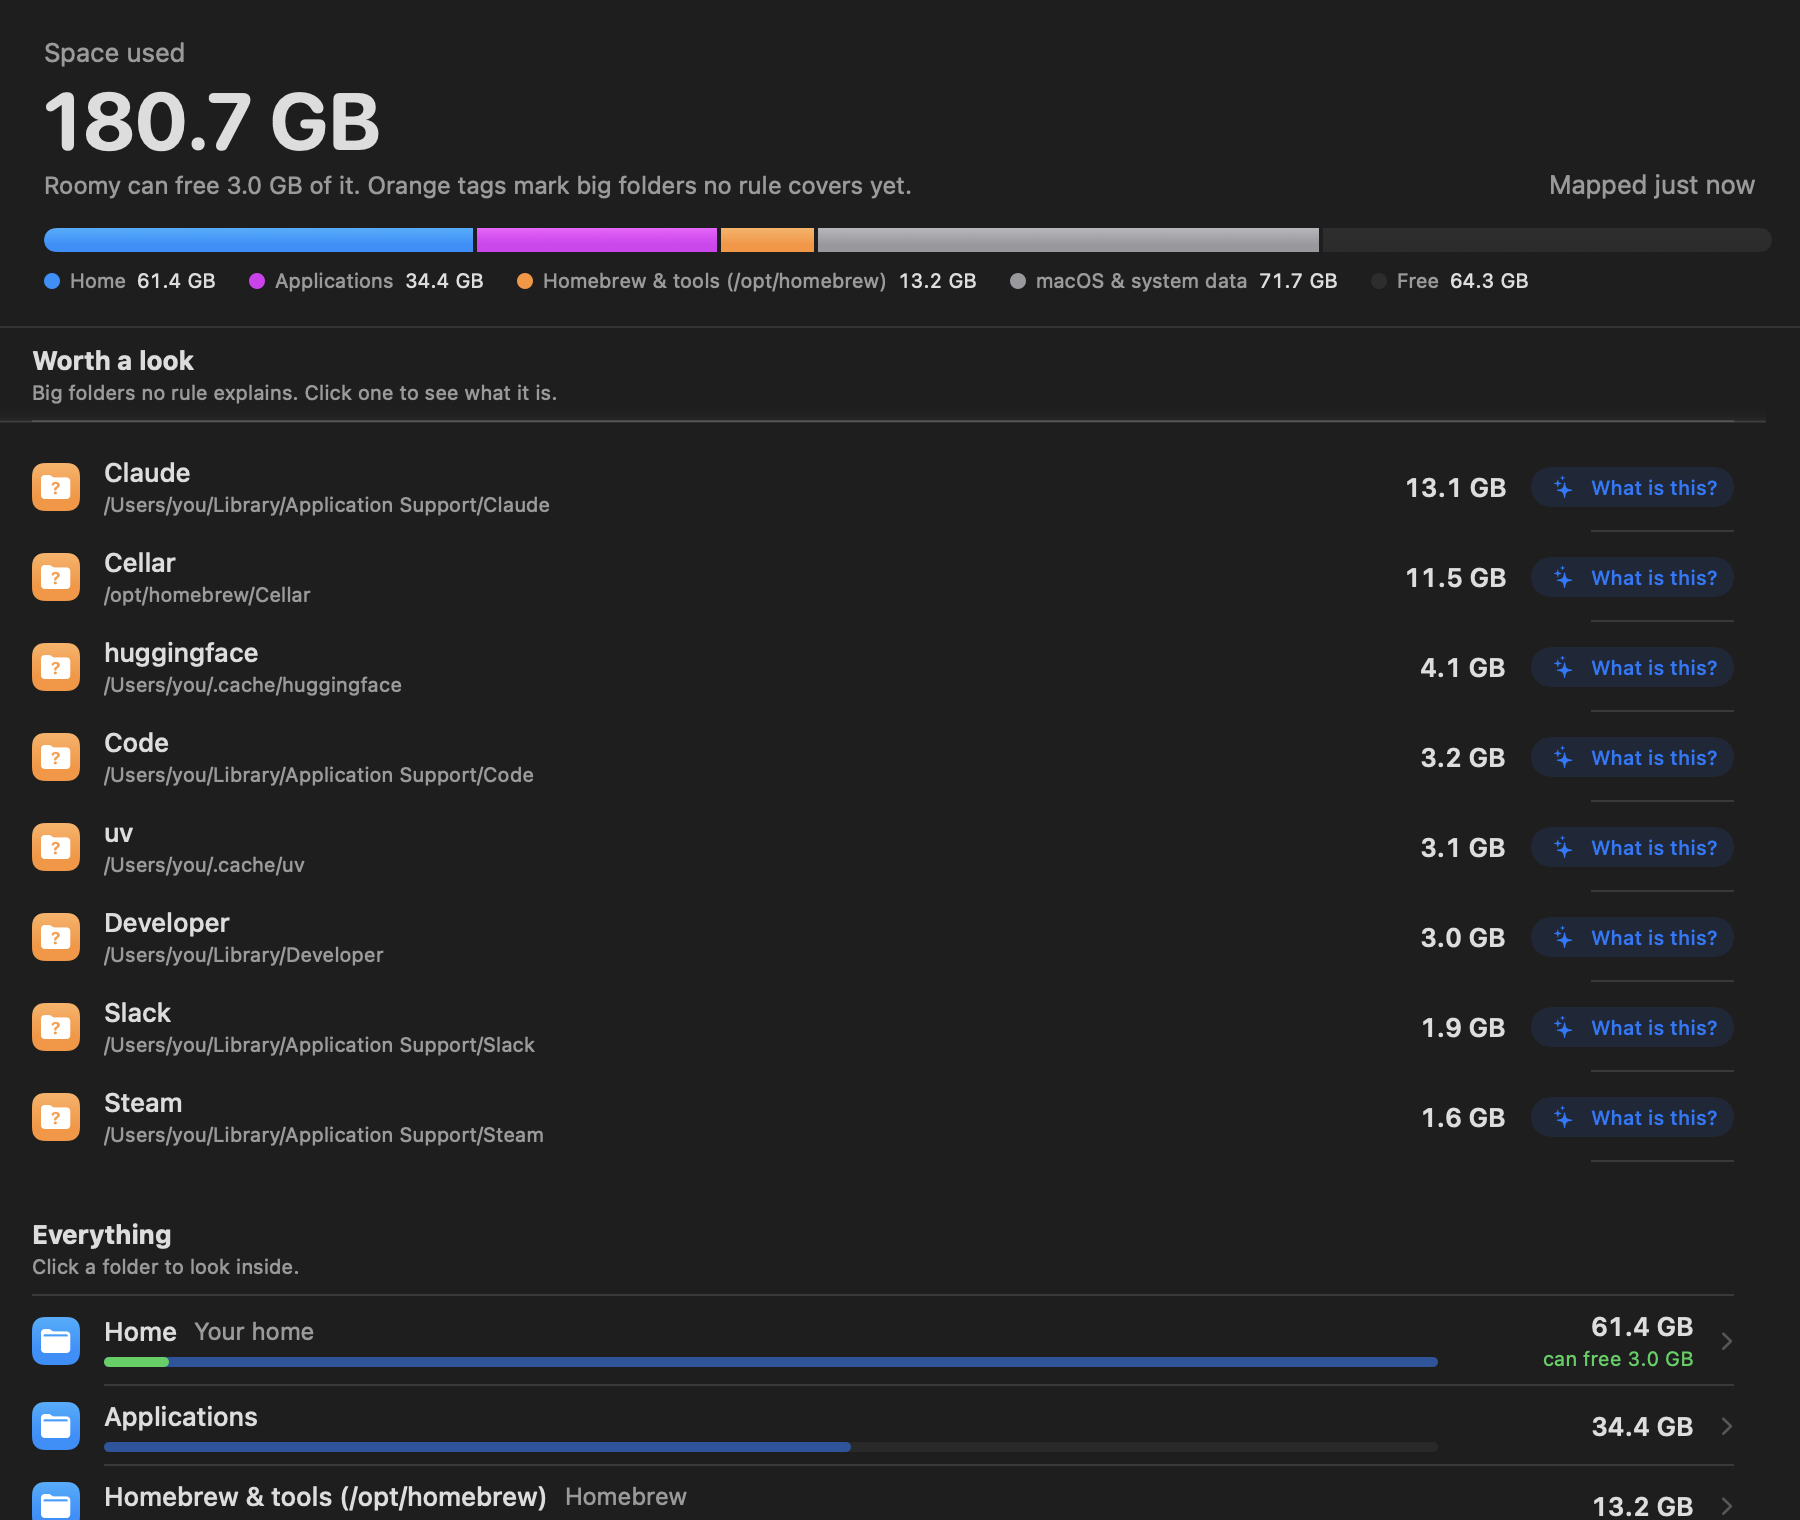 Space used
180.7 GB
Roomy can free 3.0 GB of it. Orange tags mark big folders no rule covers yet.
Mapped just now
Home 61.4 GB Applications 34.4 GB Homebrew & tools (/opt/homebrew) 13.2 GB macOS & system data 71.7 GB Free 64.3 GB
Worth a look
Big folders no rule explains. Click one to see what it is.
Claude
/Users/you/Library/Application Support/Claude
13.1 GB What is this?
Cellar
/opt/homebrew/Cellar
11.5 GB What is this?
huggingface
/Users/you/.cache/huggingface
4.1 GB What is this?
Code
/Users/you/Library/Application Support/Code
3.2 GB What is this?
uv
/Users/you/.cache/uv
3.1 GB What is this?
Developer
/Users/you/Library/Developer
3.0 GB What is this?
Slack
/Users/you/Library/Application Support/Slack
1.9 GB What is this?
Steam
/Users/you/Library/Application Support/Steam
1.6 GB What is this?
Everything
Click a folder to look inside.
Home Your home
61.4 GB
can free 3.0 GB
Applications
34.4 GB
Homebrew & tools (/opt/homebrew) Homebrew
13.2 GB